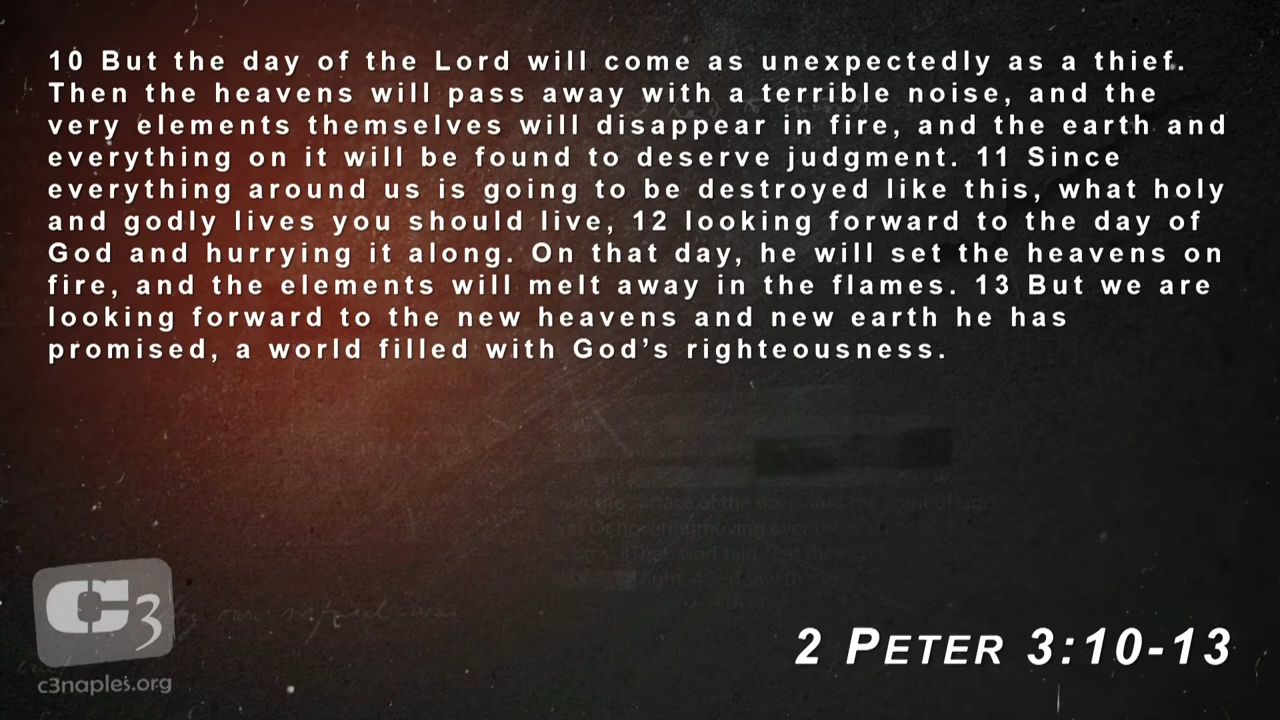 10 But the day of the Lord will come as unexpectedly as a thief.
Then the heavens will pass away with a terrible noise, and the
very elements themselves will disappear in fire, and the earth and
everything on it will be found to deserve judgment. 11 Since
everything around us is going to be destroyed like this, what holy
and godly lives you should live, 12 looking forward to the day of
God and hurrying it along. On that day, he will set the heavens on
fire, and the elements will melt away in the flames. 13 But we are
looking forward to the new heavens and new earth he has
promised, a world filled with God’s righteousness.
C3
c3naples.org
2 PETER 3:10-13